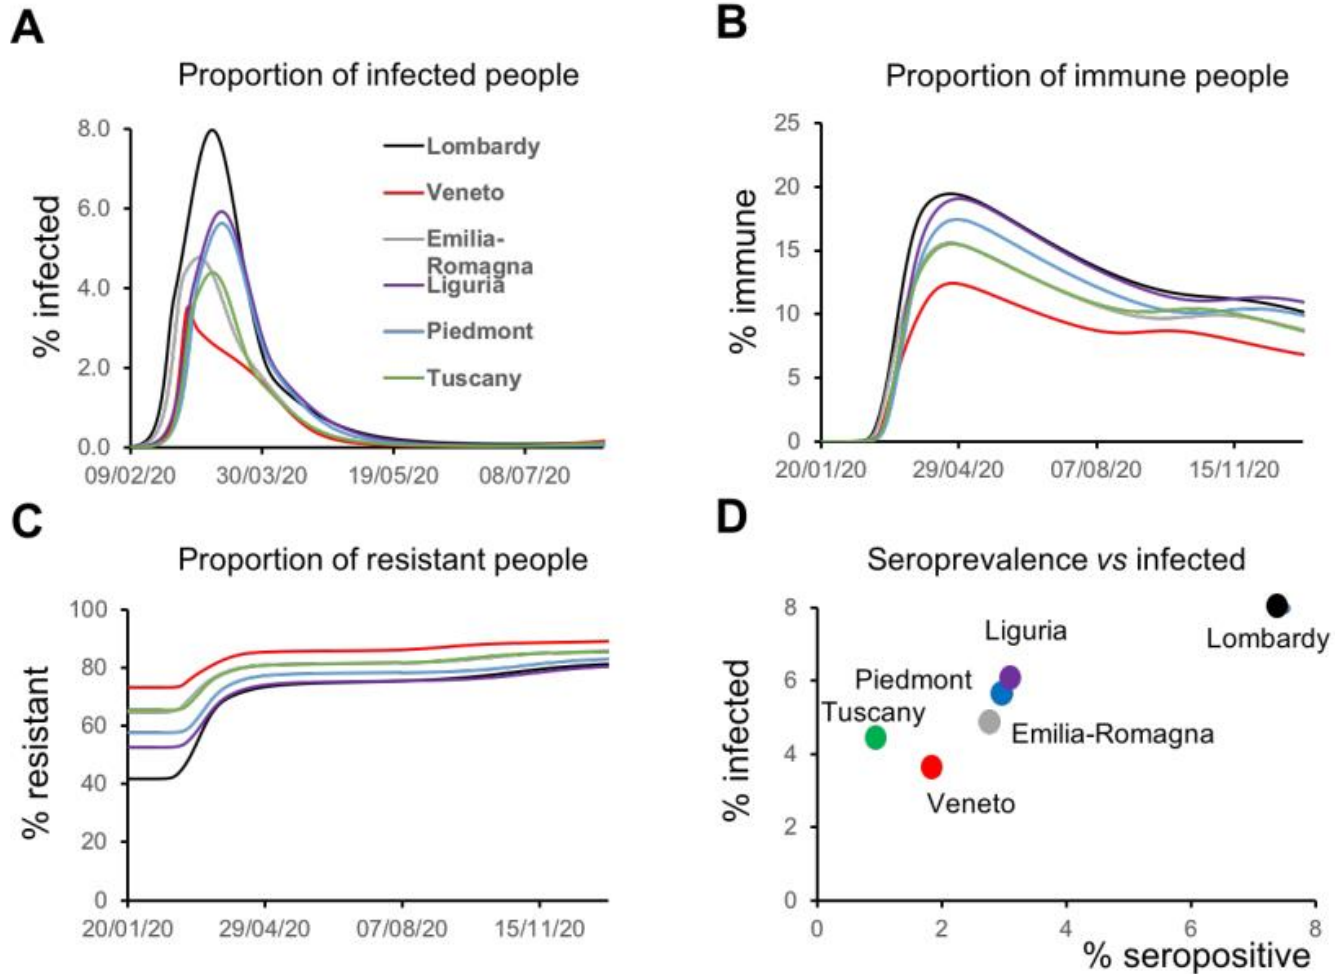 A
Proportion of infected people
8.0
6.0
4.0
2.0
0.0
% infected
09/02/20 30/03/20 19/05/20 08/07/20
Lombardy
Veneto
Emilia-
Romagna
Liguria
Piedmont
Tuscany
B
Proportion of immune people
25
20
15
10
5
0
% immune
20/01/20 29/04/20 07/08/20 15/11/20
C
Proportion of resistant people
100
80
60
40
20
0
% resistant
20/01/20 29/04/20 07/08/20 15/11/20
D
Seroprevalence vs infected
8
6
4
2
0
% infected
Liguria
Lombardy
Piedmont
Tuscany
Emilia-Romagna
Veneto
0 2 4 6 8
% seropositive